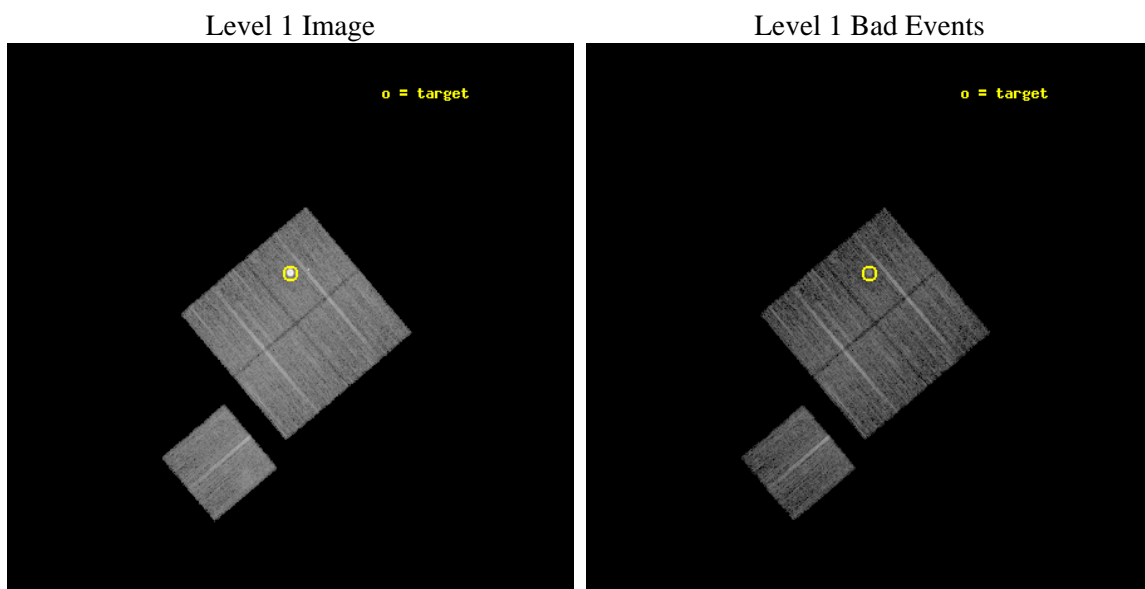 Level 1 Image
Level 1 Bad Events
o = target
o = target